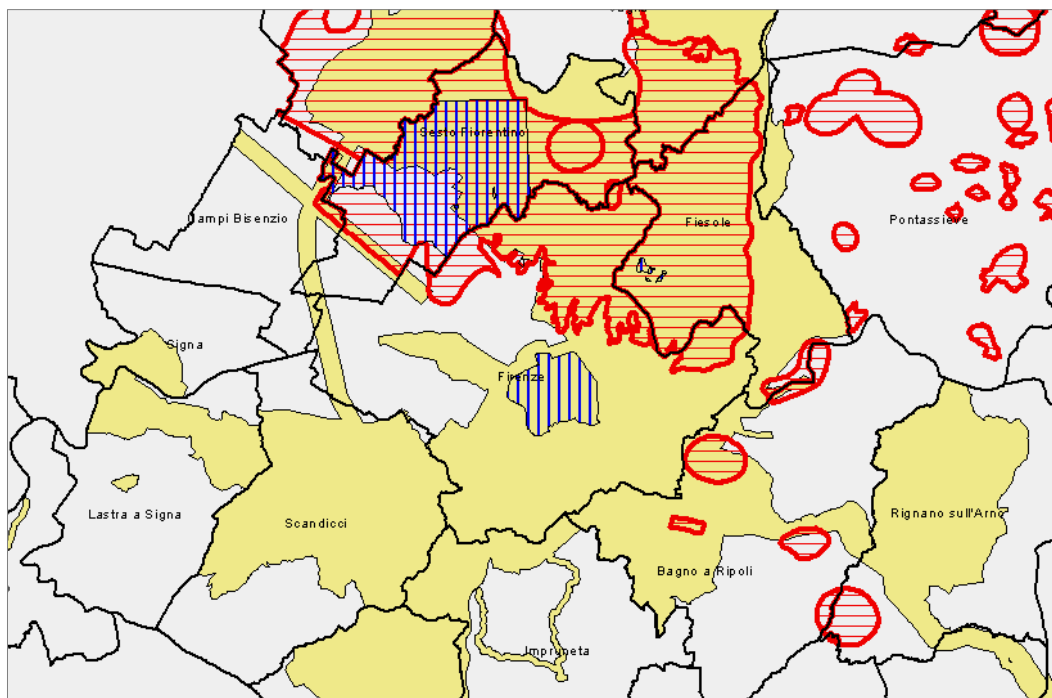 Sesto Fiorentino
Campi Bisenzio
Fiesole
Pontassieve
Signa
Firenze
Lastra a Signa
Scandicci
Rignano sull'Arno
Bagno a Ripoli
Impruneta